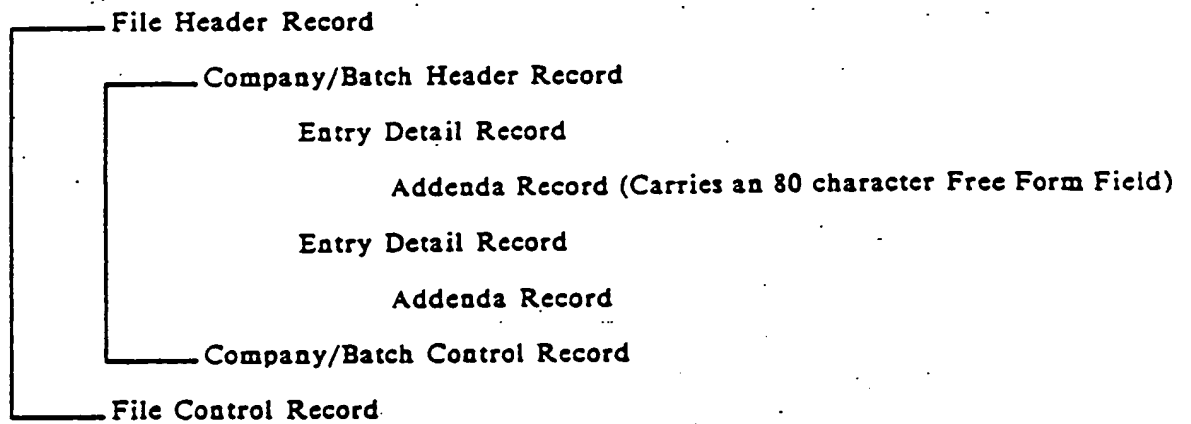 File Header Record
Company/Batch Header Record
Entry Detail Record
Addenda Record (Carries an 80 character Free Form Field)
Entry Detail Record
Addenda Record
Company/Batch Control Record
File Control Record